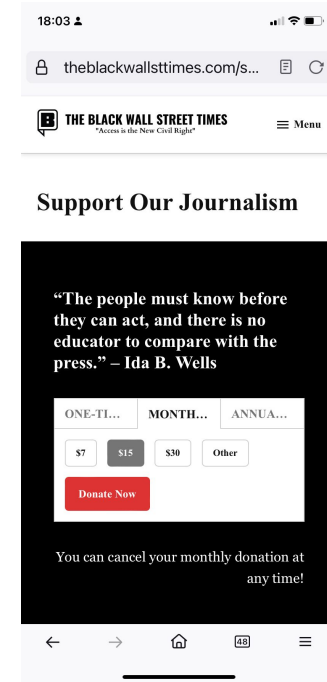 18:03
theblackwallsttimes.com/s...
THE BLACK WALL STREET TIMES
"Access is the New Civil Right"
Menu
Support Our Journalism
“The people must know before
they can act, and there is no
educator to compare with the
press.” – Ida B. Wells
ONE-TI... MONTH... ANNUA...
$7 $15 $30 Other
Donate Now
You can cancel your monthly donation at
any time!
48